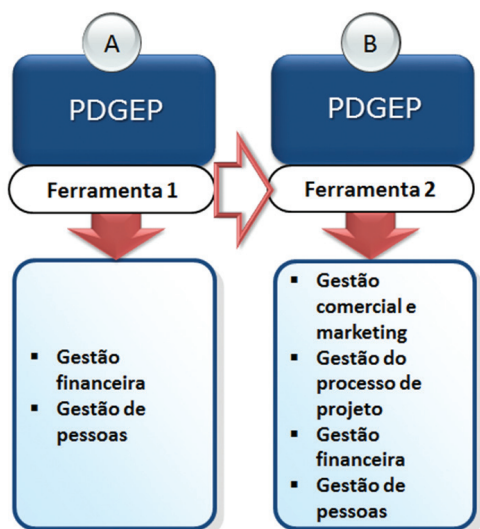 A
PDGEP
Ferramenta 1
▪ Gestão
financeira
▪ Gestão de
pessoas
B
PDGEP
Ferramenta 2
▪ Gestão
comercial e
marketing
▪ Gestão do
processo de
projeto
▪ Gestão
financeira
▪ Gestão de
pessoas